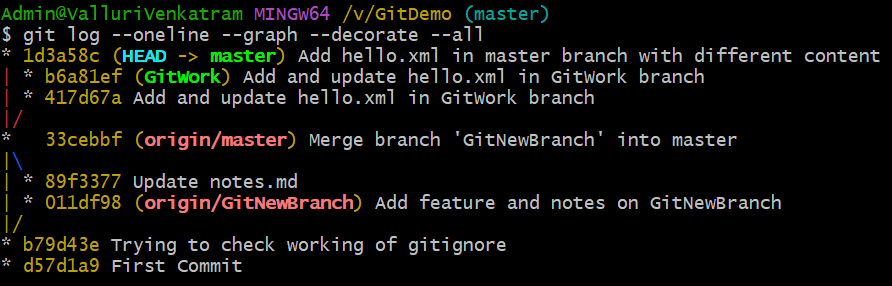 Admin@ValluriVenkatram MINGW64 /v/GitDemo (master)
$ git log --oneline --graph --decorate --all
* 1d3a58c (HEAD -> master) Add hello.xml in master branch with different content
| * b6a81ef (GitWork) Add and update hello.xml in GitWork branch
| * 417d67a Add and update hello.xml in GitWork branch
|/
*   33cebbf (origin/master) Merge branch 'GitNewBranch' into master
|\
| * 89f3377 Update notes.md
| * 011df98 (origin/GitNewBranch) Add feature and notes on GitNewBranch
|/
* b79d43e Trying to check working of gitignore
* d57d1a9 First Commit